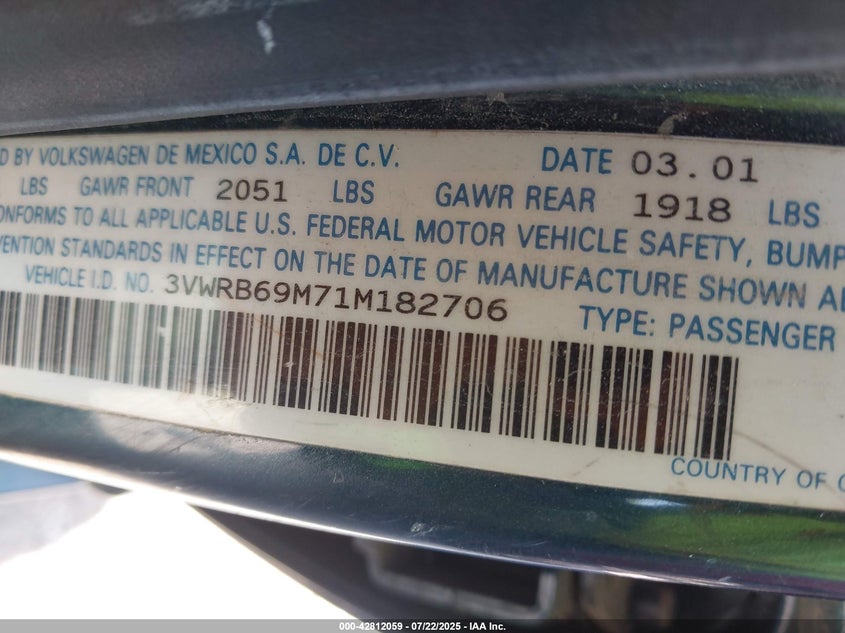 D BY VOLKSWAGEN DE MEXICO S.A. DE C.V. DATE 03.01
LBS GAWR FRONT 2051 LBS GAWR REAR 1918 LBS
CONFORMS TO ALL APPLICABLE U.S. FEDERAL MOTOR VEHICLE SAFETY, BUMP
VENTION STANDARDS IN EFFECT ON THE DATE OF MANUFACTURE SHOWN A
VEHICLE I.D. NO. 3VWRB69M71M182706 TYPE: PASSENGER
COUNTRY OF
000-42812059 - 07/22/2025 - IAA Inc.